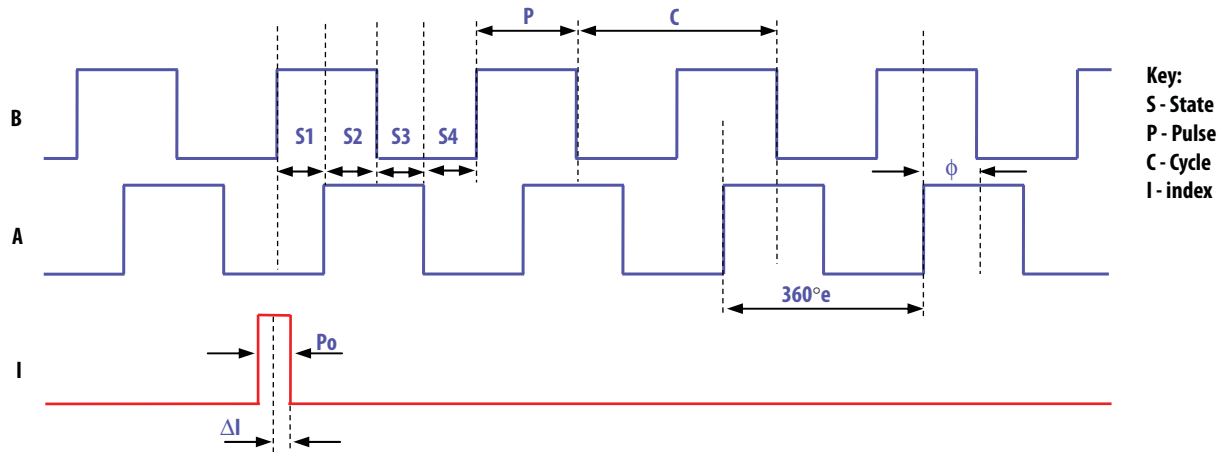 P
C
B
S1
S2
S3
S4
ϕ
A
360°e
I
Po
ΔI
Key:
S - State
P - Pulse
C - Cycle
I - index